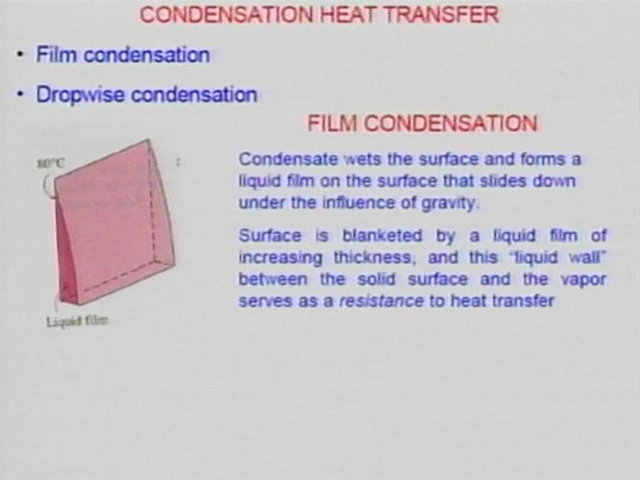 CONDENSATION HEAT TRANSFER
• Film condensation
• Dropwise condensation
FILM CONDENSATION
80°C
:
Condensate wets the surface and forms a
liquid film on the surface that slides down
under the influence of gravity.
Surface is blanketed by a liquid film of
increasing thickness, and this "liquid wall"
between the solid surface and the vapor
serves as a resistance to heat transfer
Liquid film